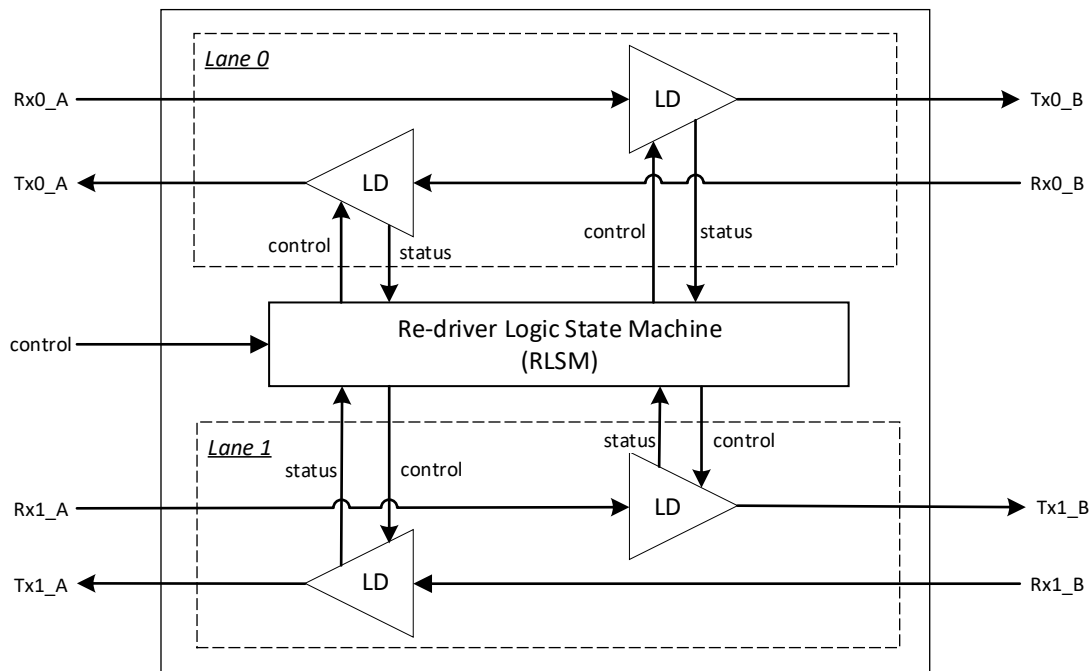 Lane 0
Rx0_A
LD
Tx0_B
Tx0_A
LD
Rx0_B
control
status
control
status
Re-driver Logic State Machine
(RLSM)
control
Lane 1
status
control
status
control
Rx1_A
LD
Tx1_B
Tx1_A
LD
Rx1_B